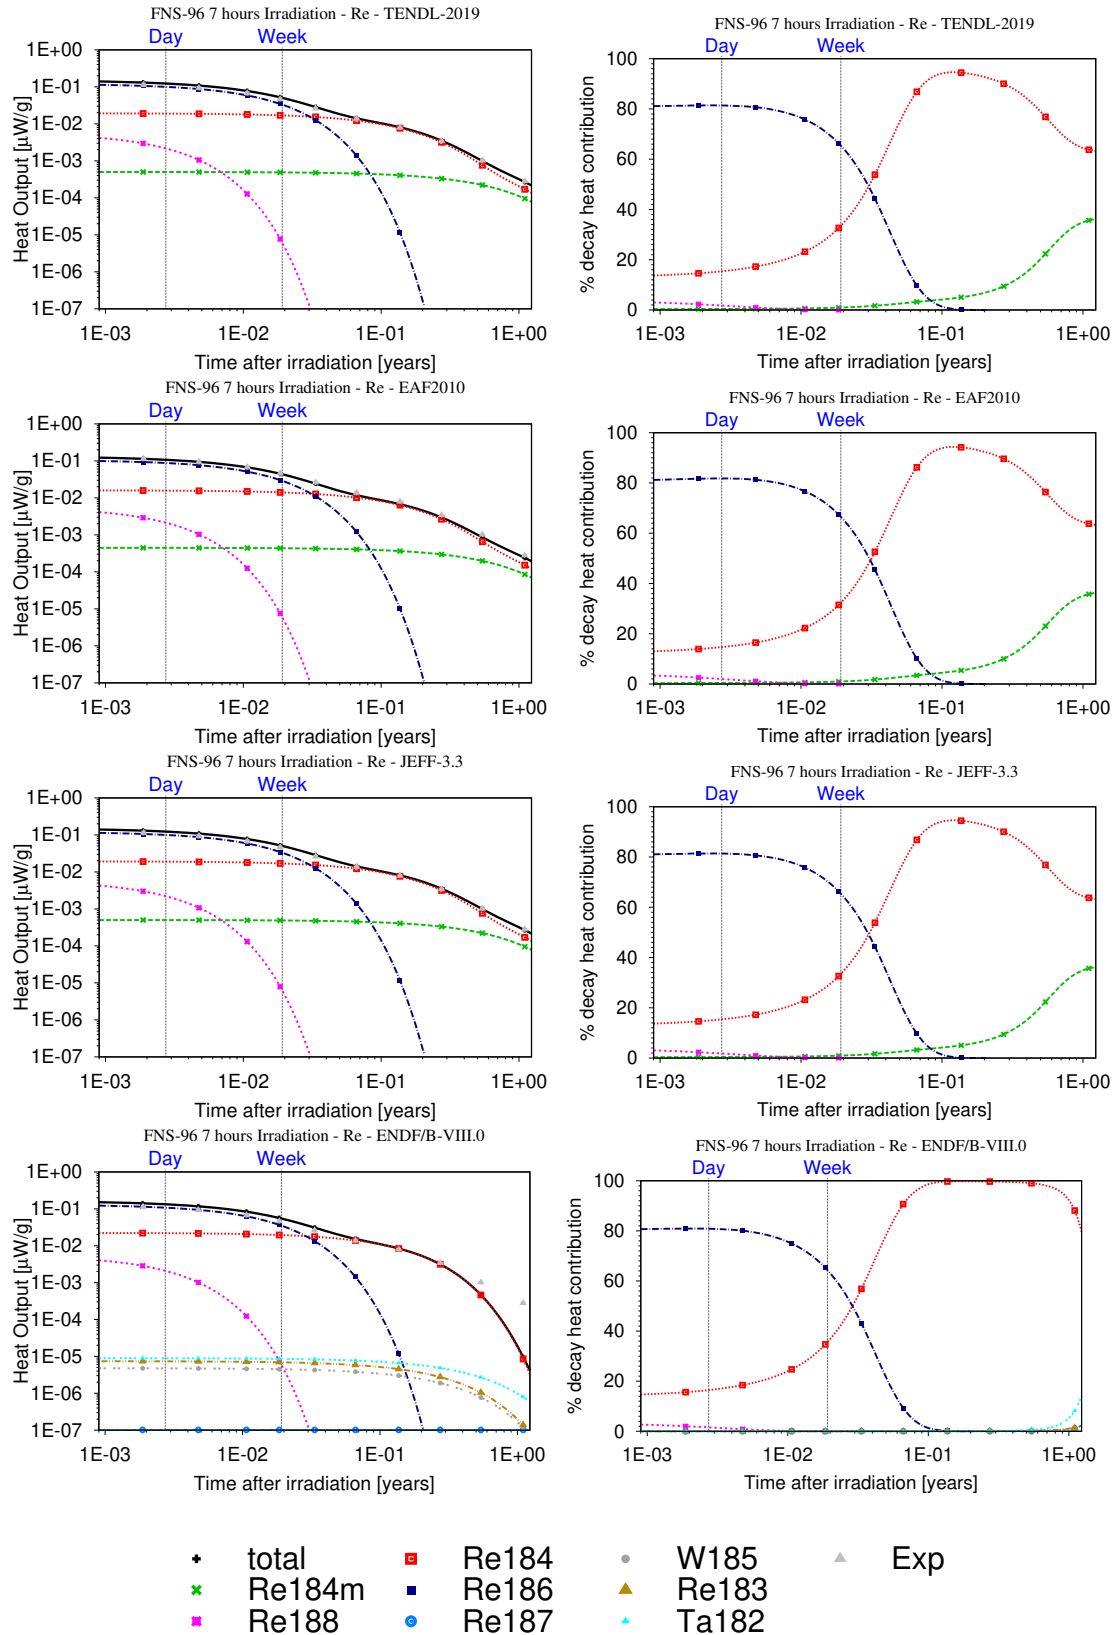 FNS-96 7 hours Irradiation - Re - TENDL-2019
Day Week
1E+00
1E-01
1E-02
1E-03
1E-04
1E-05
1E-06
1E-07
Heat Output [µW/g]
1E-03 1E-02 1E-01 1E+00
Time after irradiation [years]
FNS-96 7 hours Irradiation - Re - TENDL-2019
Day Week
100
80
60
40
20
0
% decay heat contribution
1E-03 1E-02 1E-01 1E+00
Time after irradiation [years]
FNS-96 7 hours Irradiation - Re - EAF2010
Day Week
1E+00
1E-01
1E-02
1E-03
1E-04
1E-05
1E-06
1E-07
Heat Output [µW/g]
1E-03 1E-02 1E-01 1E+00
Time after irradiation [years]
FNS-96 7 hours Irradiation - Re - EAF2010
Day Week
100
80
60
40
20
0
% decay heat contribution
1E-03 1E-02 1E-01 1E+00
Time after irradiation [years]
FNS-96 7 hours Irradiation - Re - JEFF-3.3
Day Week
1E+00
1E-01
1E-02
1E-03
1E-04
1E-05
1E-06
1E-07
Heat Output [µW/g]
1E-03 1E-02 1E-01 1E+00
Time after irradiation [years]
FNS-96 7 hours Irradiation - Re - JEFF-3.3
Day Week
100
80
60
40
20
0
% decay heat contribution
1E-03 1E-02 1E-01 1E+00
Time after irradiation [years]
FNS-96 7 hours Irradiation - Re - ENDF/B-VIII.0
Day Week
1E+00
1E-01
1E-02
1E-03
1E-04
1E-05
1E-06
1E-07
Heat Output [µW/g]
1E-03 1E-02 1E-01 1E+00
Time after irradiation [years]
FNS-96 7 hours Irradiation - Re - ENDF/B-VIII.0
Day Week
100
80
60
40
20
0
% decay heat contribution
1E-03 1E-02 1E-01 1E+00
Time after irradiation [years]
total Re184 W185 Exp
Re184m Re186 Re183
Re188 Re187 Ta182